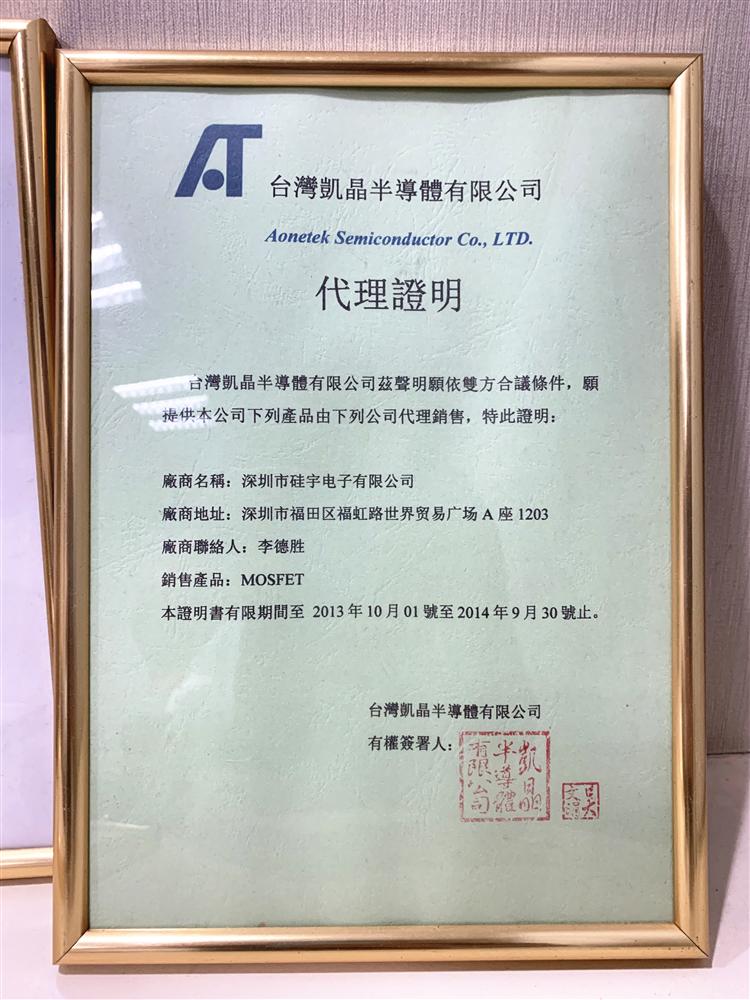 AT
台灣凱晶半導體有限公司
Aonetek Semiconductor Co., LTD.
代理證明
台灣凱晶半導體有限公司茲聲明願依雙方合議條件，願
提供本公司下列產品由下列公司代理銷售，特此證明：
廠商名稱：深圳市硅宇电子有限公司
廠商地址：深圳市福田区福虹路世界贸易广场 A 座 1203
廠商聯絡人：李德胜
銷售產品：MOSFET
本證明書有限期間至 2013 年 10 月 01 號至 2014 年 9 月 30 號止。
台灣凱晶半導體有限公司
有權簽署人：
凱晶
半導體
有限公司